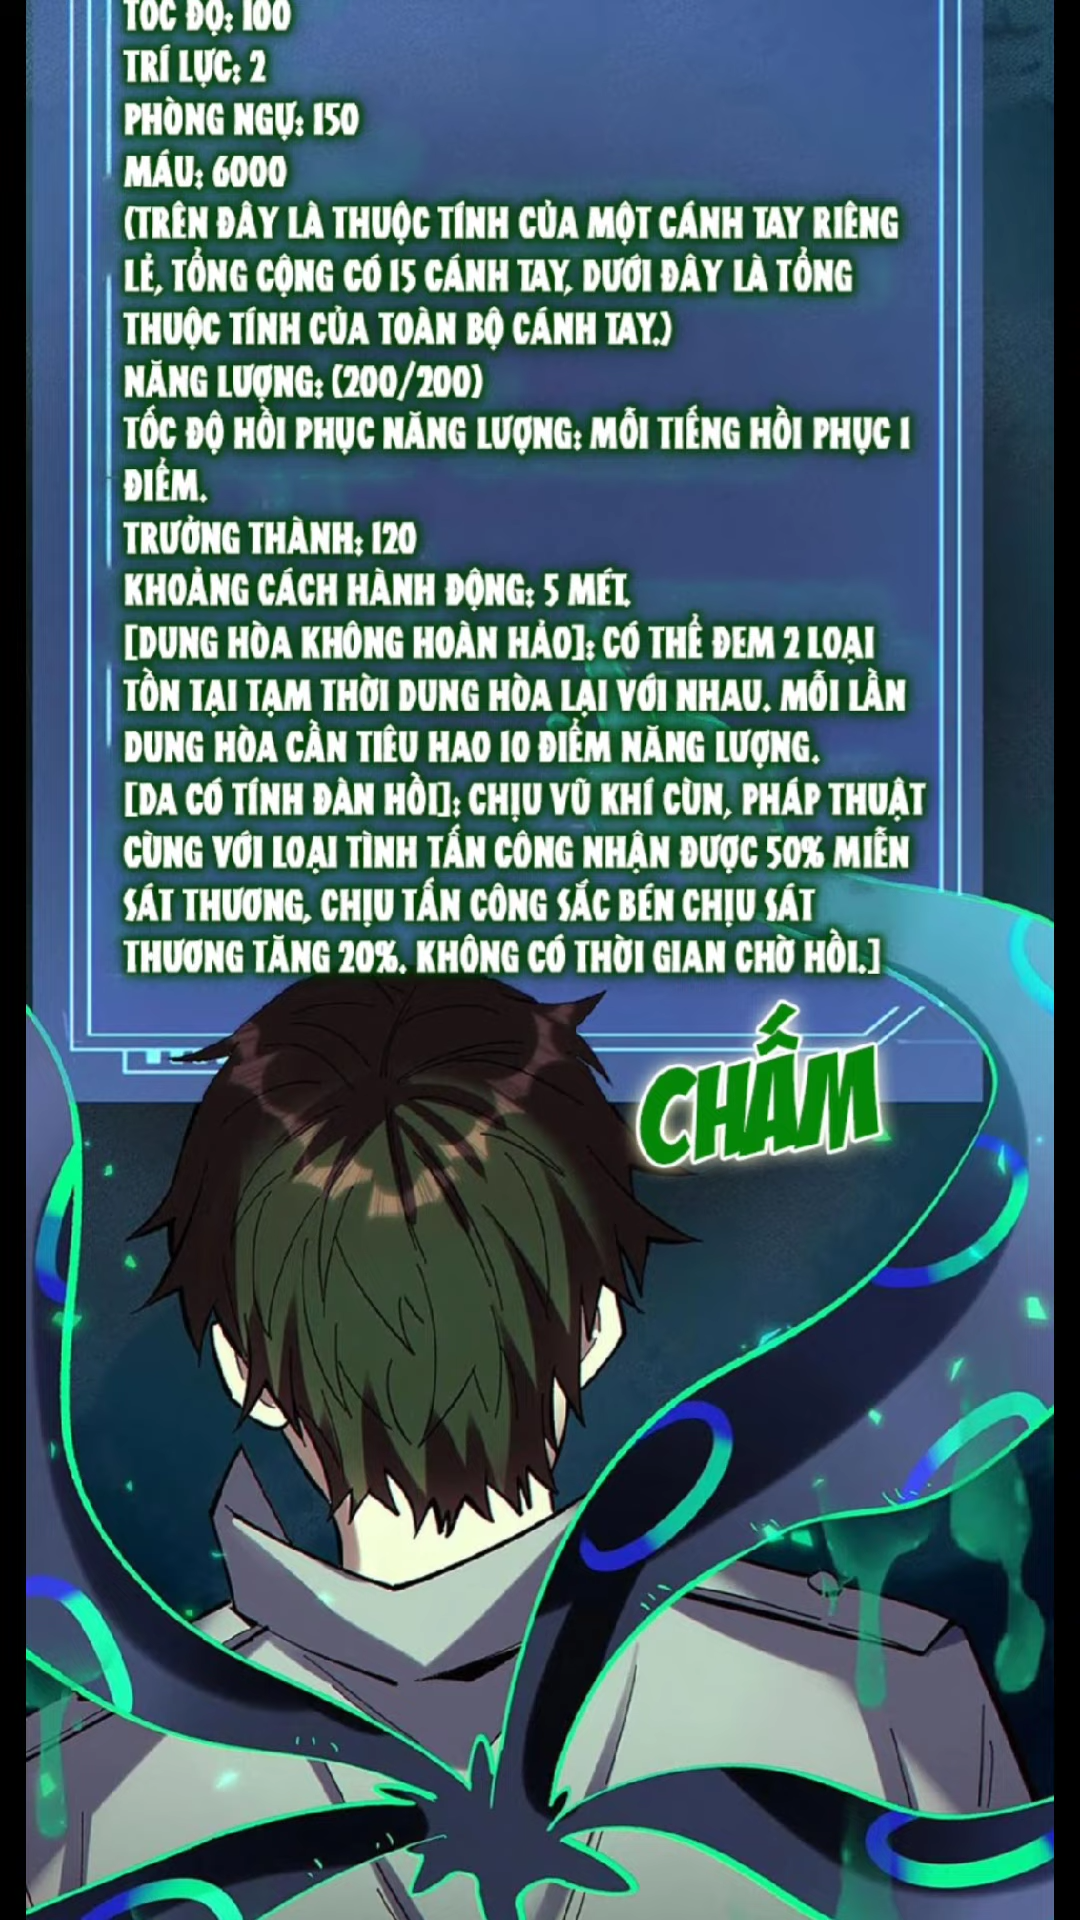 TỐC ĐỘ: 100
TRÍ LỰC: 2
PHÒNG NGỰ: 150
MÁU: 6000
(TRÊN ĐÂY LÀ THUỘC TÍNH CỦA MỘT CÁNH TAY RIÊNG
LẺ, TỔNG CỘNG CÓ 15 CÁNH TAY, DƯỚI ĐÂY LÀ TỔNG
THUỘC TÍNH CỦA TOÀN BỘ CÁNH TAY.)
NĂNG LƯỢNG: (200/200)
TỐC ĐỘ HỒI PHỤC NĂNG LƯỢNG: MỖI TIẾNG HỒI PHỤC 1
ĐIỂM.
TRƯỞNG THÀNH: 120
KHOẢNG CÁCH HÀNH ĐỘNG: 5 MÉT.
[DUNG HÒA KHÔNG HOÀN HẢO]: CÓ THỂ ĐEM 2 LOẠI
TỒN TẠI TẠM THỜI DUNG HÒA LẠI VỚI NHAU. MỖI LẦN
DUNG HÒA CẦN TIÊU HAO 10 ĐIỂM NĂNG LƯỢNG.
[DA CÓ TÍNH ĐÀN HỒI]: CHỊU VŨ KHÍ CÙN, PHÁP THUẬT
CÙNG VỚI LOẠI TÌNH TẤN CÔNG NHẬN ĐƯỢC 50% MIỄN
SÁT THƯƠNG, CHỊU TẤN CÔNG SẮC BÉN CHỊU SÁT
THƯƠNG TĂNG 20%. KHÔNG CÓ THỜI GIAN CHỜ HỒI.]
CHẤM